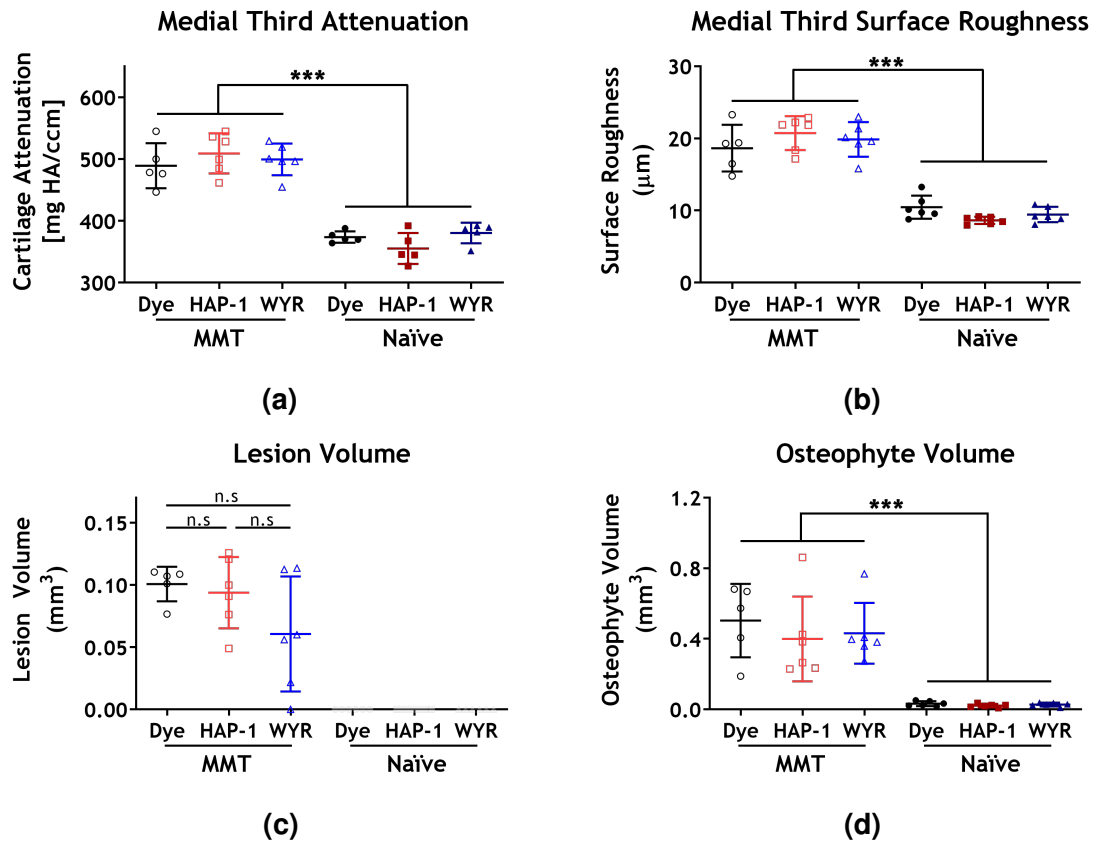 Medial Third Attenuation
Cartilage Attenuation
[mg HA/ccm]
600
500
400
300
***
Dye HAP-1 WYR Dye HAP-1 WYR
MMT Naïve
(a)
Medial Third Surface Roughness
Surface Roughness
(μm)
30
20
10
0
***
Dye HAP-1 WYR Dye HAP-1 WYR
MMT Naïve
(b)
Lesion Volume
Lesion Volume
(mm³)
0.15
0.10
0.05
0.00
n.s
n.s n.s
Dye HAP-1 WYR Dye HAP-1 WYR
MMT Naïve
(c)
Osteophyte Volume
Osteophyte Volume
(mm³)
1.2
0.8
0.4
0.0
***
Dye HAP-1 WYR Dye HAP-1 WYR
MMT Naïve
(d)